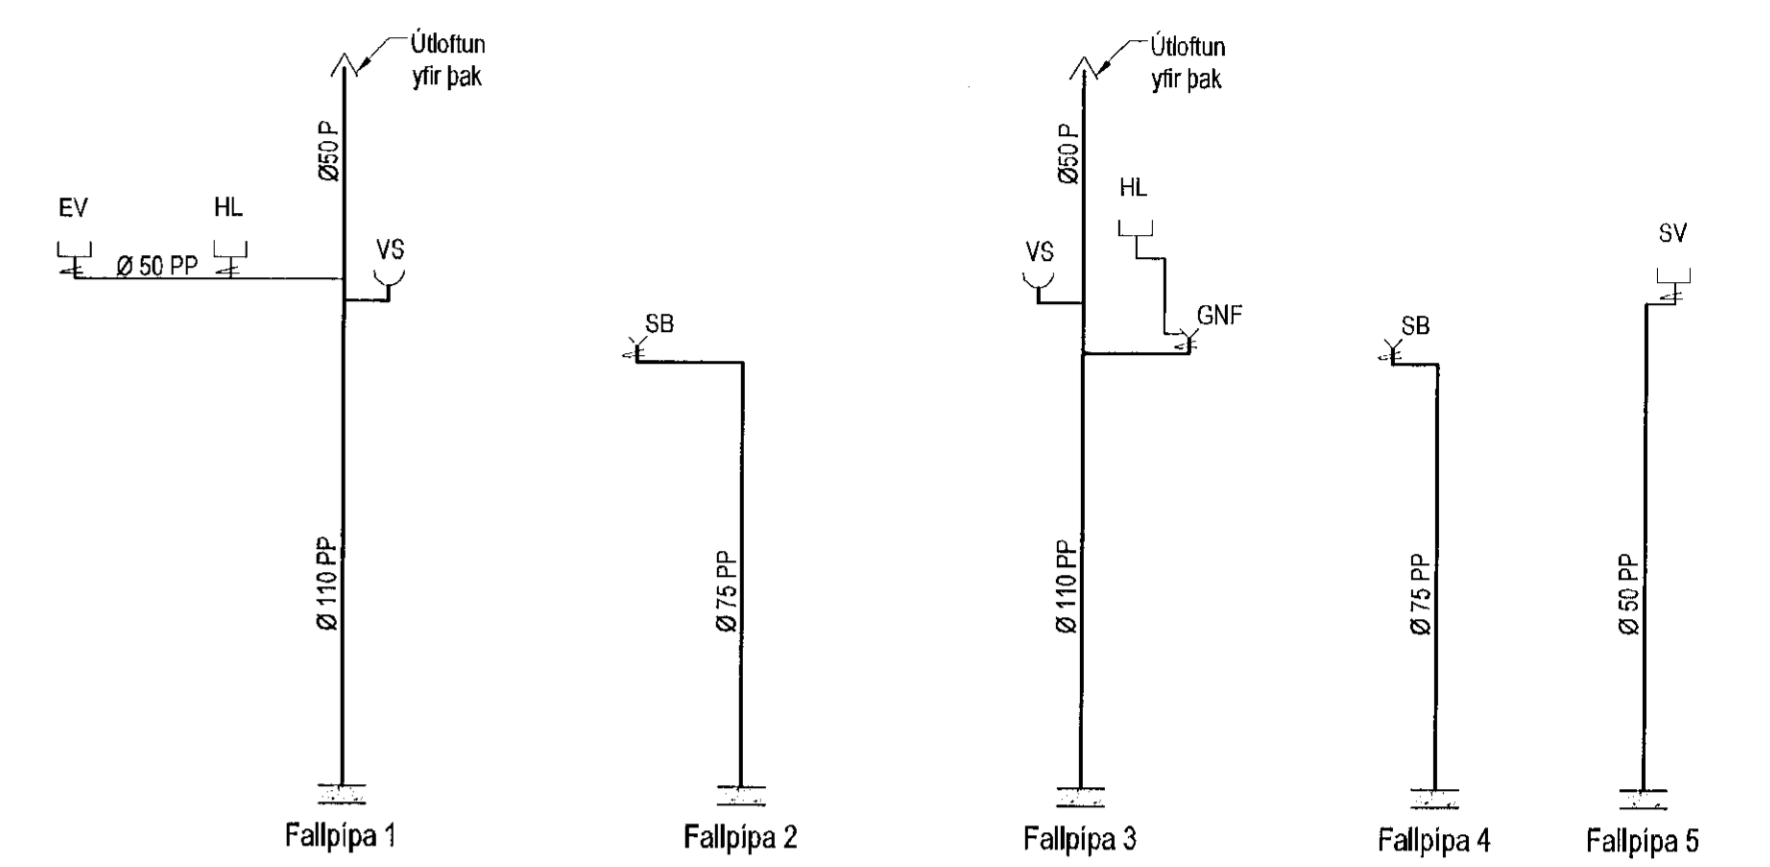 Útloftun
yfir þak
Ø50 P
EV
HL
Ø 50 PP
VS
Ø 110 PP
Fallpípa 1
SB
Ø 75 PP
Fallpípa 2
Útloftun
yfir þak
Ø50 P
HL
VS
GNF
Ø 110 PP
Fallpípa 3
SB
Ø 75 PP
Fallpípa 4
SV
Ø 50 PP
Fallpípa 5